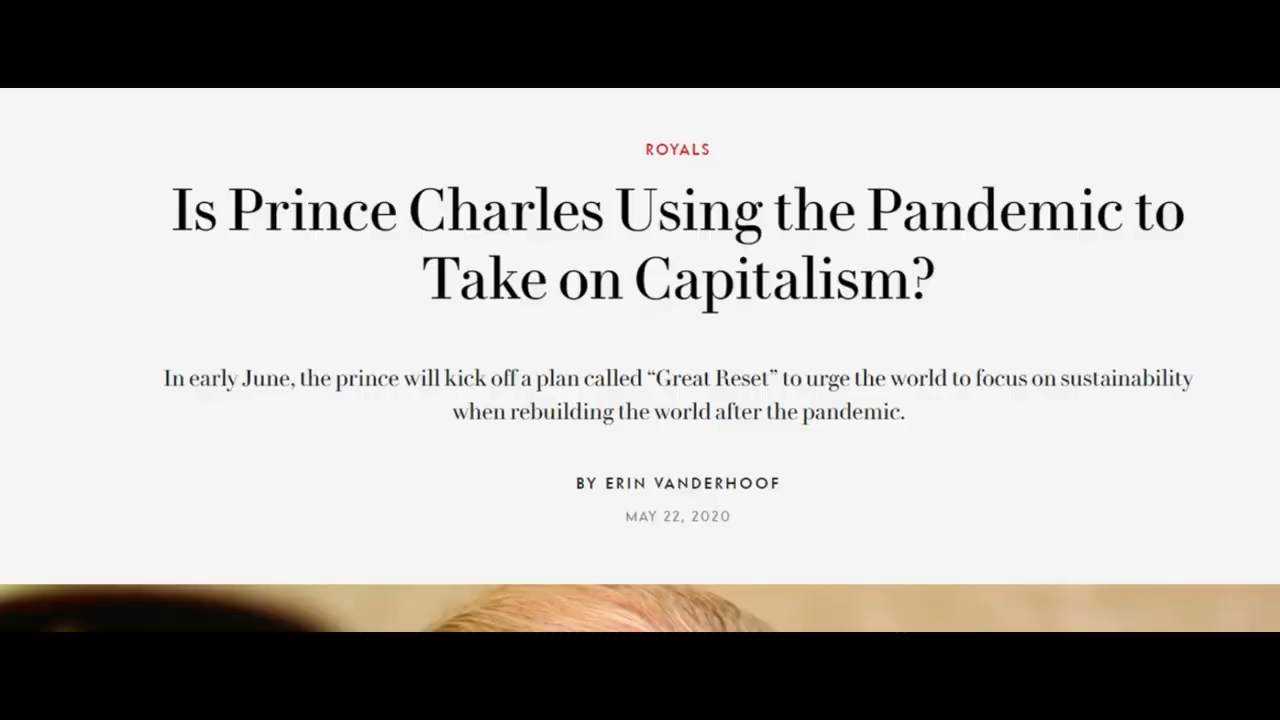 ROYALS
Is Prince Charles Using the Pandemic to
Take on Capitalism?
In early June, the prince will kick off a plan called “Great Reset” to urge the world to focus on sustainability
when rebuilding the world after the pandemic.
BY ERIN VANDERHOOF
MAY 22, 2020